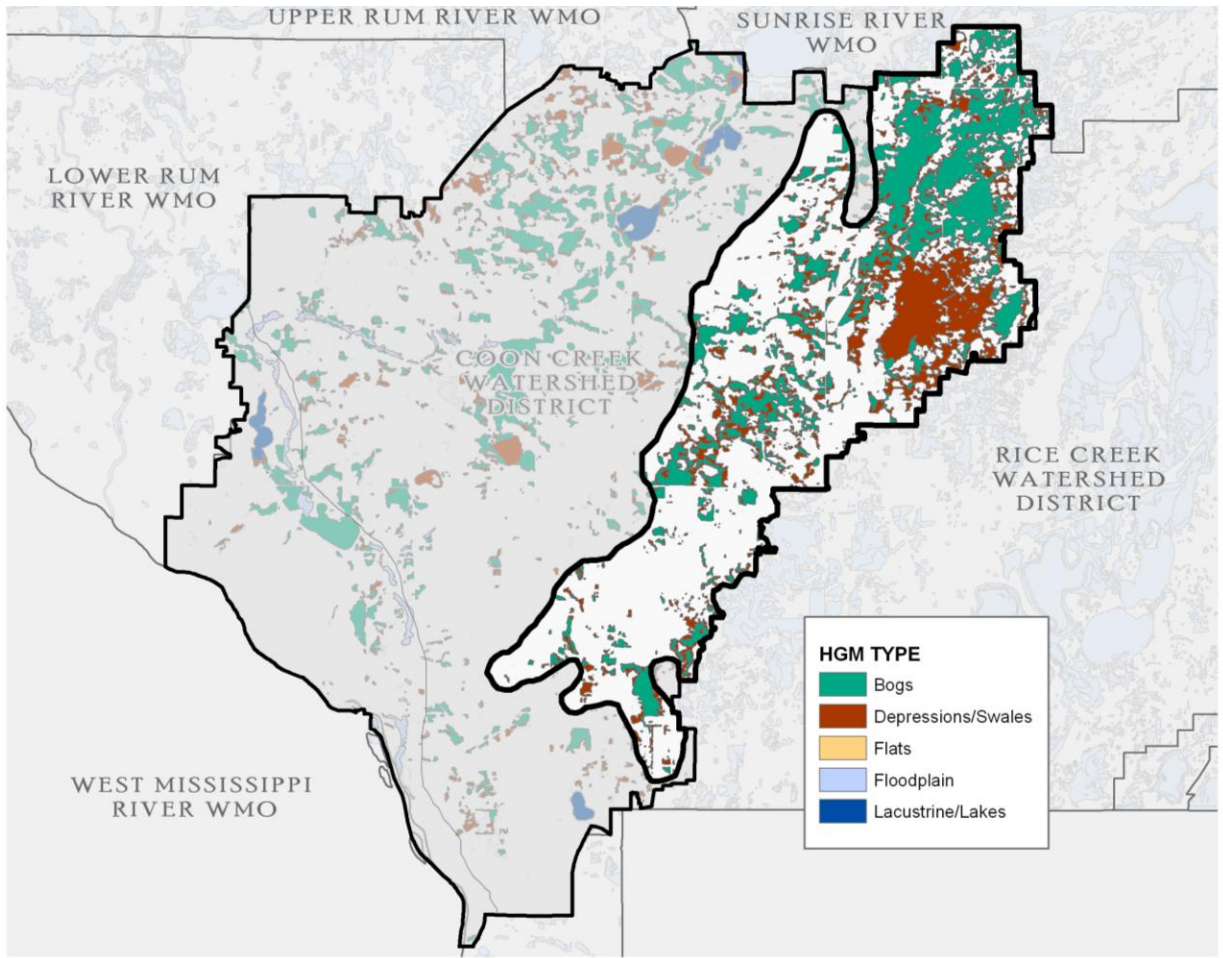 UPPER RUM RIVER WMO
SUNRISE RIVER
WMO
LOWER RUM
RIVER WMO
COON CREEK
WATERSHED
DISTRICT
RICE CREEK
WATERSHED
DISTRICT
WEST MISSISSIPPI
RIVER WMO
HGM TYPE
Bogs
Depressions/Swales
Flats
Floodplain
Lacustrine/Lakes